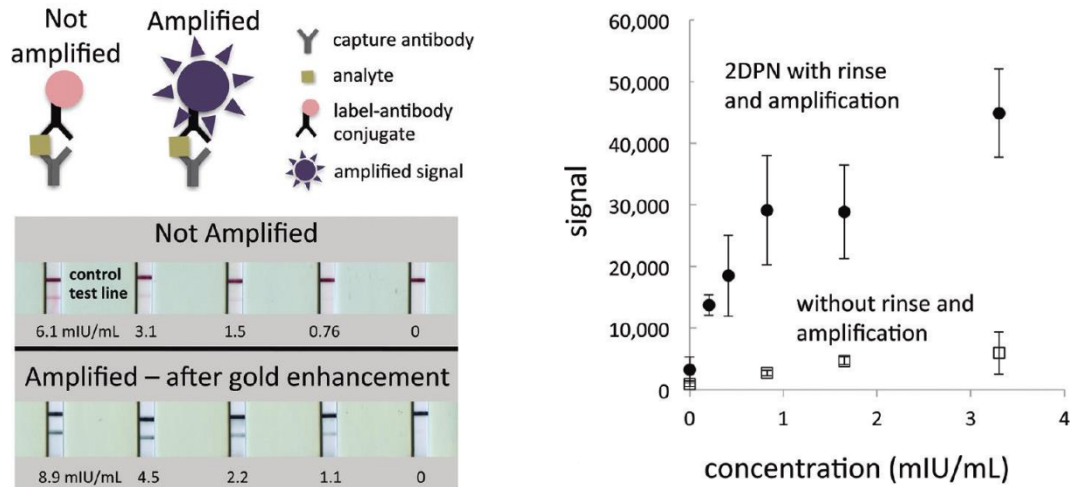 Not
amplified
Amplified
capture antibody
analyte
label-antibody
conjugate
amplified signal
Not Amplified
control
test line
6.1 mIU/mL 3.1 1.5 0.76 0
Amplified – after gold enhancement
8.9 mIU/mL 4.5 2.2 1.1 0
60,000
50,000
40,000
30,000
20,000
10,000
0
signal
2DPN with rinse
and amplification
without rinse and
amplification
0 1 2 3 4
concentration (mIU/mL)